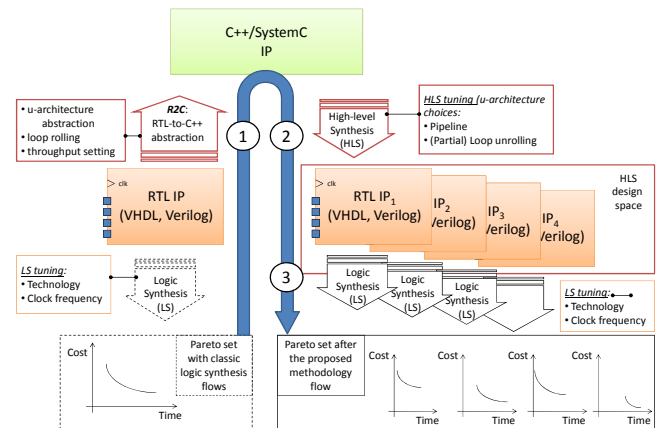 C++/SystemC
IP
• u-architecture
abstraction
• loop rolling
• throughput setting
R2C:
RTL-to-C++
abstraction
1
2
High-level
Synthesis
(HLS)
HLS tuning [u-architecture
choices:
• Pipeline
• (Partial) Loop unrolling
clk
RTL IP
(VHDL, Verilog)
clk
RTL IP1
(VHDL, Verilog)
IP2
Verilog)
IP3
Verilog)
IP4
Verilog)
HLS
design
space
LS tuning:
• Technology
• Clock frequency
Logic
Synthesis
(LS)
3
Logic
Synthesis
(LS)
Logic
Synthesis
(LS)
Logic
Synthesis
(LS)
LS tuning:
• Technology
• Clock frequency
Cost
Time
Pareto set
with classic
logic synthesis
flows
Pareto set after
the proposed
methodology
flow
Cost
Time
Cost
Time
Cost
Time
Cost
Time